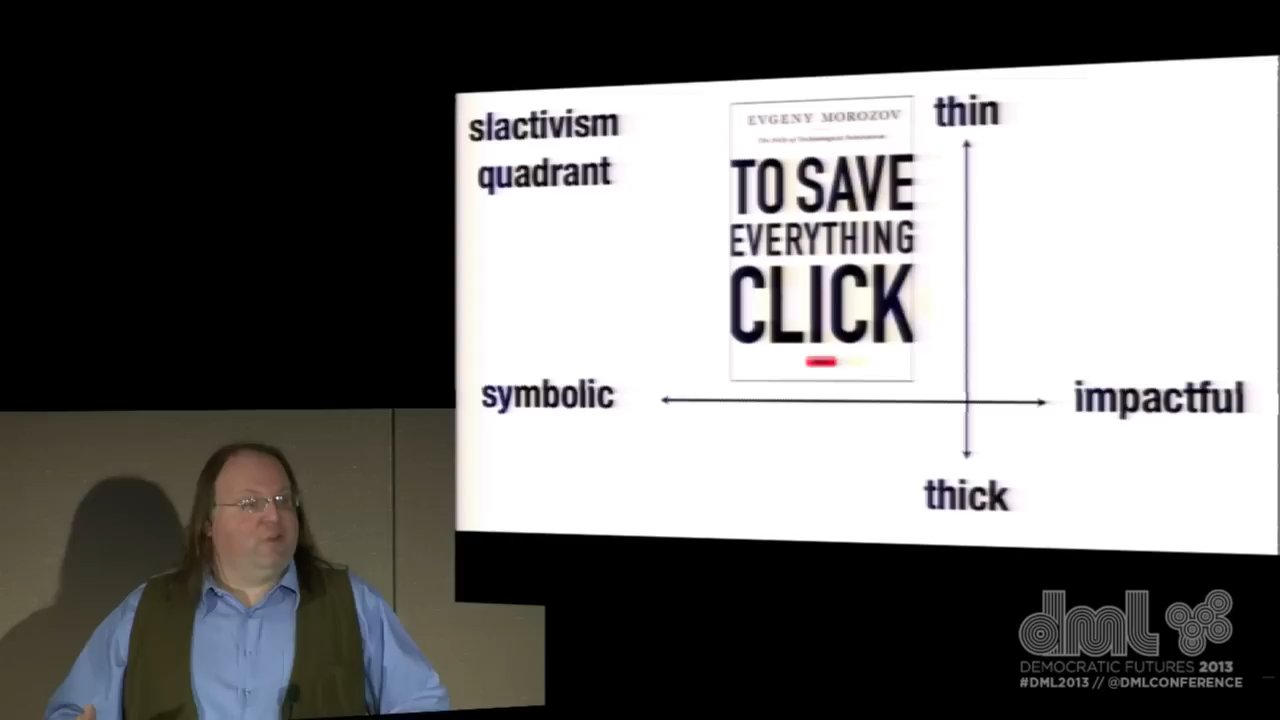 slactivism
quadrant
EVGENY MOROZOV
TO SAVE
EVERYTHING
CLICK
thin
symbolic
impactful
thick
dml
DEMOCRATIC FUTURES 2013
#DML2013 // @DMLCONFERENCE